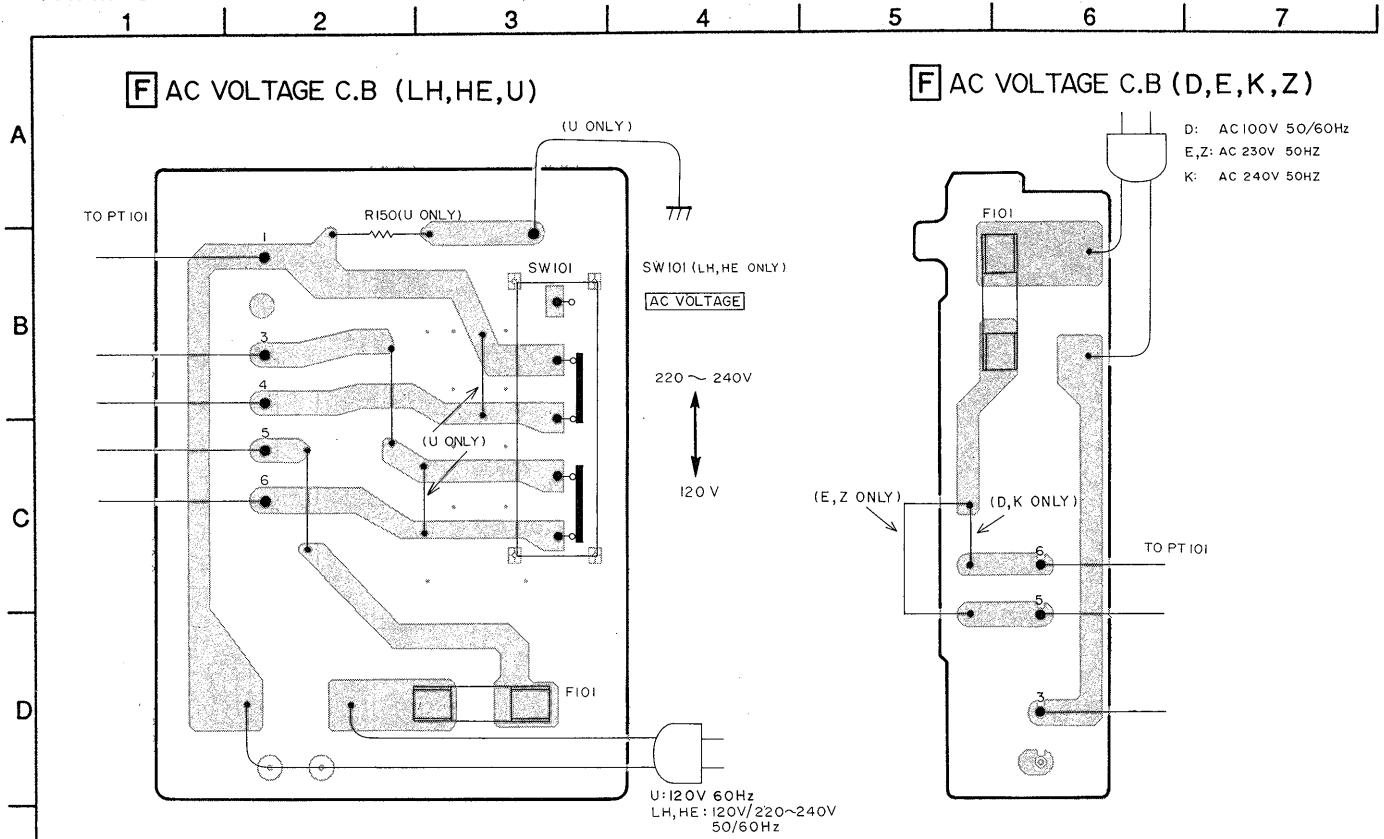 1 2 3 4 5 6 7
F AC VOLTAGE C.B (LH,HE,U)
F AC VOLTAGE C.B (D,E,K,Z)
A
(U ONLY)
D: AC100V 50/60Hz
E,Z: AC 230V 50HZ
K: AC 240V 50HZ
TO PT101
R150(U ONLY)
F101
1
SW101
SW101 (LH,HE ONLY)
AC VOLTAGE
B
3
220~240V
4
5
(U ONLY)
120V
6
C
(E,Z ONLY)
(D,K ONLY)
6
TO PT101
5
D
F101
3
U:120V 60Hz
LH,HE: 120V/220~240V
50/60Hz